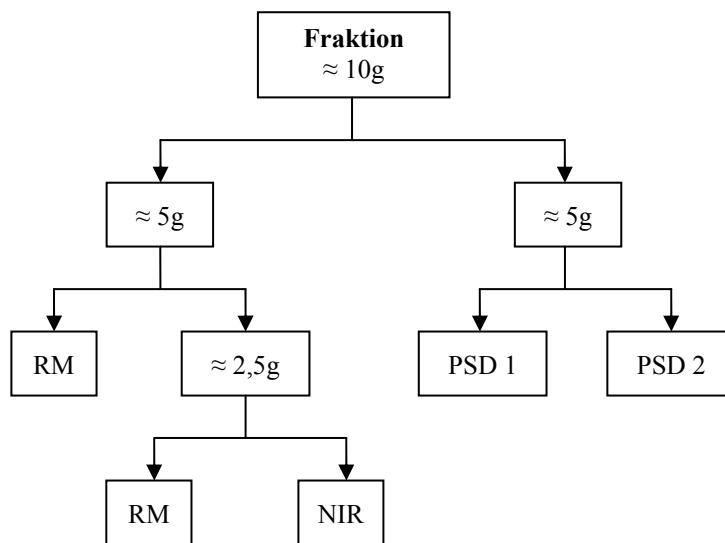 Fraktion
≈ 10g
≈ 5g
≈ 5g
RM
≈ 2,5g
PSD 1
PSD 2
RM
NIR